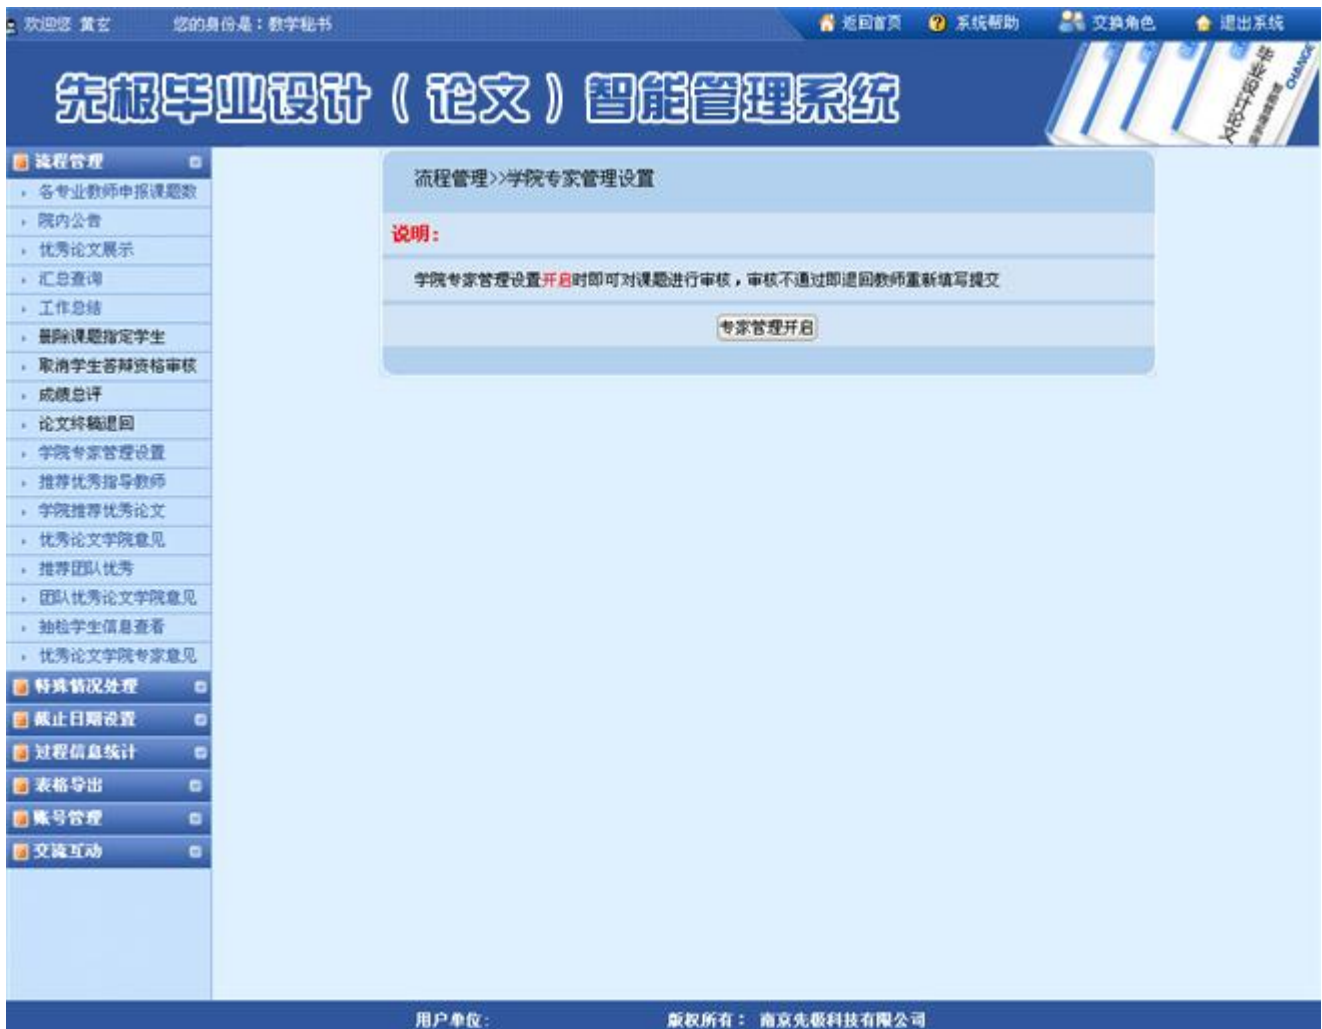 欢迎您 黄玄 您的身份是：教学秘书 返回首页 系统帮助 交换角色 退出系统
先极毕业设计（论文）智能管理系统
毕业设计论文
智能管理系统
CHANGE
流程管理
各专业教师申报课题数
院内公告
优秀论文展示
汇总查询
工作总结
删除课题指定学生
取消学生答辩资格审核
成绩总评
论文终稿退回
学院专家管理设置
推荐优秀指导教师
学院推荐优秀论文
优秀论文学院意见
推荐团队优秀
团队优秀论文学院意见
抽检学生信息查看
优秀论文学院专家意见
特殊情况处理
截止日期设置
过程信息统计
表格导出
账号管理
交流互动
流程管理>>学院专家管理设置
说明：
学院专家管理设置开启时即可对课题进行审核，审核不通过即退回教师重新填写提交
专家管理开启
用户单位： 版权所有： 南京先极科技有限公司